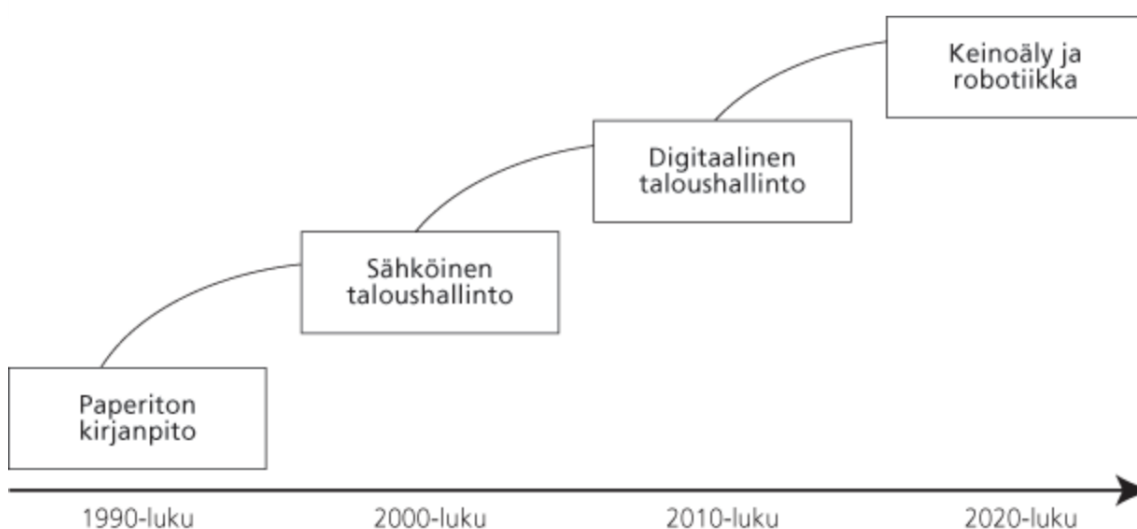 Keinoäly ja
robotiikka
Digitaalinen
taloushallinto
Sähköinen
taloushallinto
Paperiton
kirjanpito
1990-luku
2000-luku
2010-luku
2020-luku